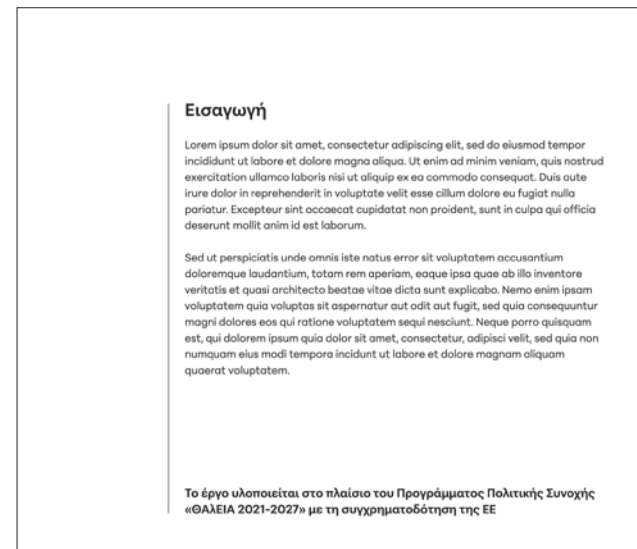 Εισαγωγή
Lorem ipsum dolor sit amet, consectetur adipiscing elit, sed do eiusmod tempor
incididunt ut labore et dolore magna aliqua. Ut enim ad minim veniam, quis nostrud
exercitation ullamco laboris nisi ut aliquip ex ea commodo consequat. Duis aute
irure dolor in reprehenderit in voluptate velit esse cillum dolore eu fugiat nulla
pariatur. Excepteur sint occaecat cupidatat non proident, sunt in culpa qui officia
deserunt mollit anim id est laborum.
Sed ut perspiciatis unde omnis iste natus error sit voluptatem accusantium
doloremque laudantium, totam rem aperiam, eaque ipsa quae ab illo inventore
veritatis et quasi architecto beatae vitae dicta sunt explicabo. Nemo enim ipsam
voluptatem quia voluptas sit aspernatur aut odit aut fugit, sed quia consequuntur
magni dolores eos qui ratione voluptatem sequi nesciunt. Neque porro quisquam
est, qui dolorem ipsum quia dolor sit amet, consectetur, adipisci velit, sed quia non
numquam eius modi tempora incidunt ut labore et dolore magnam aliquam
quaerat voluptatem.
Το έργο υλοποιείται στο πλαίσιο του Προγράμματος Πολιτικής Συνοχής
«ΘΑλΕΙΑ 2021-2027» με τη συγχρηματοδότηση της ΕΕ